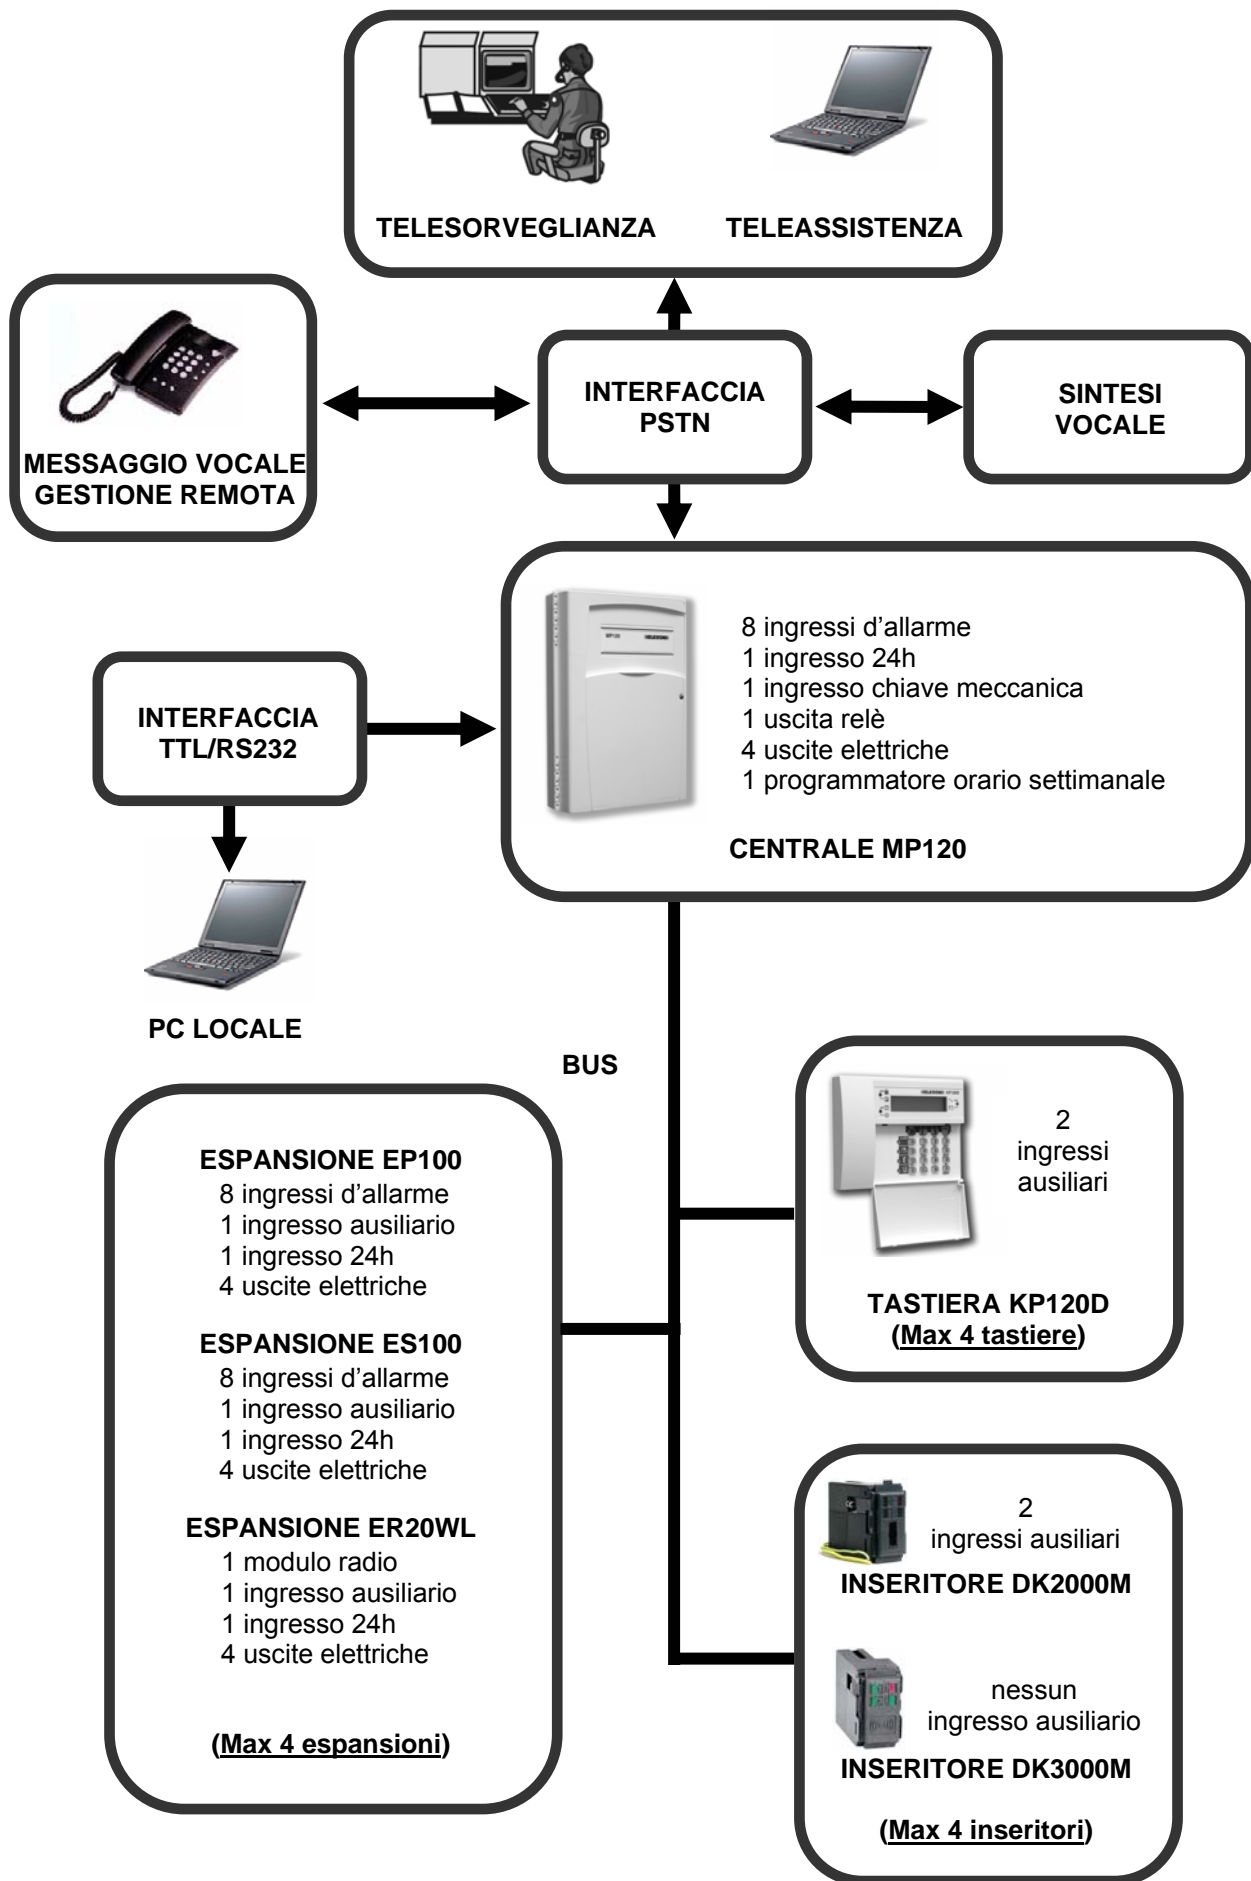 TELESORVEGLIANZA
TELEASSISTENZA
MESSAGGIO VOCALE
GESTIONE REMOTA
INTERFACCIA
PSTN
SINTESI
VOCALE
MP120
8 ingressi d’allarme
1 ingresso 24h
1 ingresso chiave meccanica
1 uscita relè
4 uscite elettriche
1 programmatore orario settimanale
CENTRALE MP120
INTERFACCIA
TTL/RS232
PC LOCALE
BUS
ESPANSIONE EP100
8 ingressi d’allarme
1 ingresso ausiliario
1 ingresso 24h
4 uscite elettriche
ESPANSIONE ES100
8 ingressi d’allarme
1 ingresso ausiliario
1 ingresso 24h
4 uscite elettriche
ESPANSIONE ER20WL
1 modulo radio
1 ingresso ausiliario
1 ingresso 24h
4 uscite elettriche
(Max 4 espansioni)
2
ingressi
ausiliari
TASTIERA KP120D
(Max 4 tastiere)
2
ingressi ausiliari
INSERITORE DK2000M
nessun
ingresso ausiliario
INSERITORE DK3000M
(Max 4 inseritori)